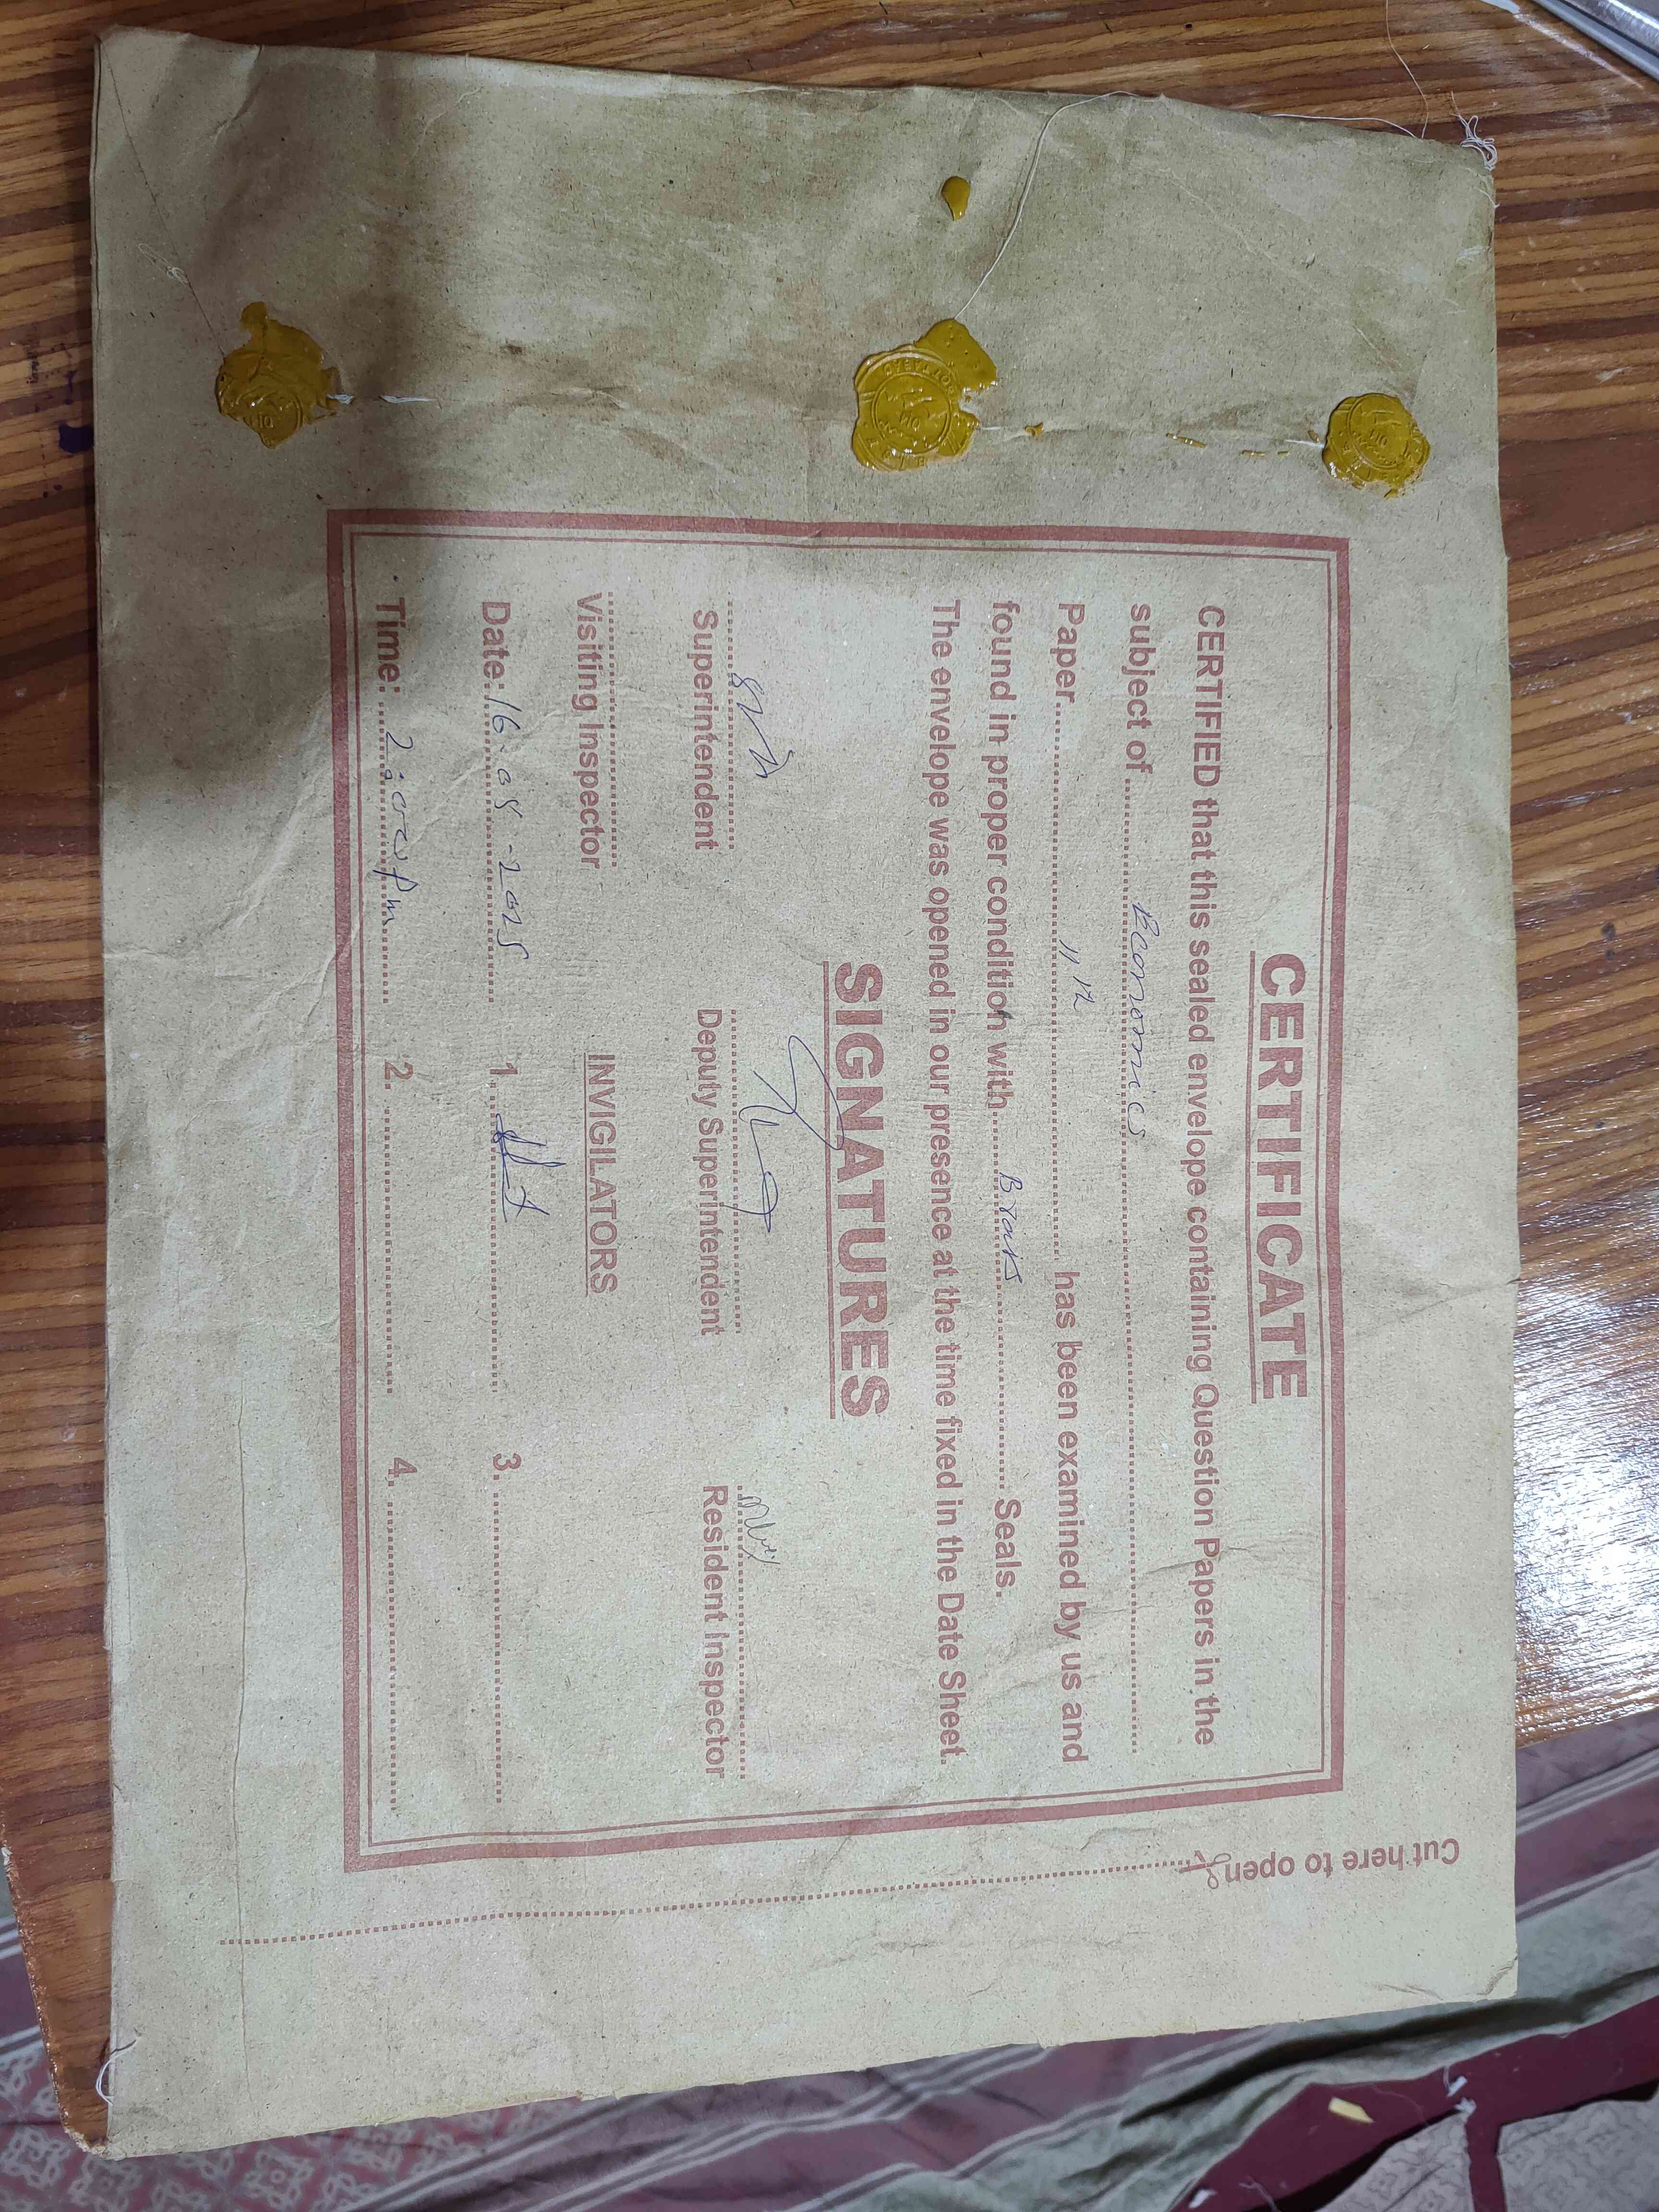 CERTIFICATE
CERTIFIED that this sealed envelope containing Question Papers in the
subject of ........ Economics ........
Paper ........ has been examined by us and
found in proper condition with ........ Seals.
The envelope was opened in our presence at the time fixed in the Date Sheet.
SIGNATURES
Superintendent Deputy Superintendent Resident Inspector
Visiting Inspector INVIGILATORS
Date: 16-05-2025 1. 3.
Time: 2:00 pm 2. 4.
Cut here to open